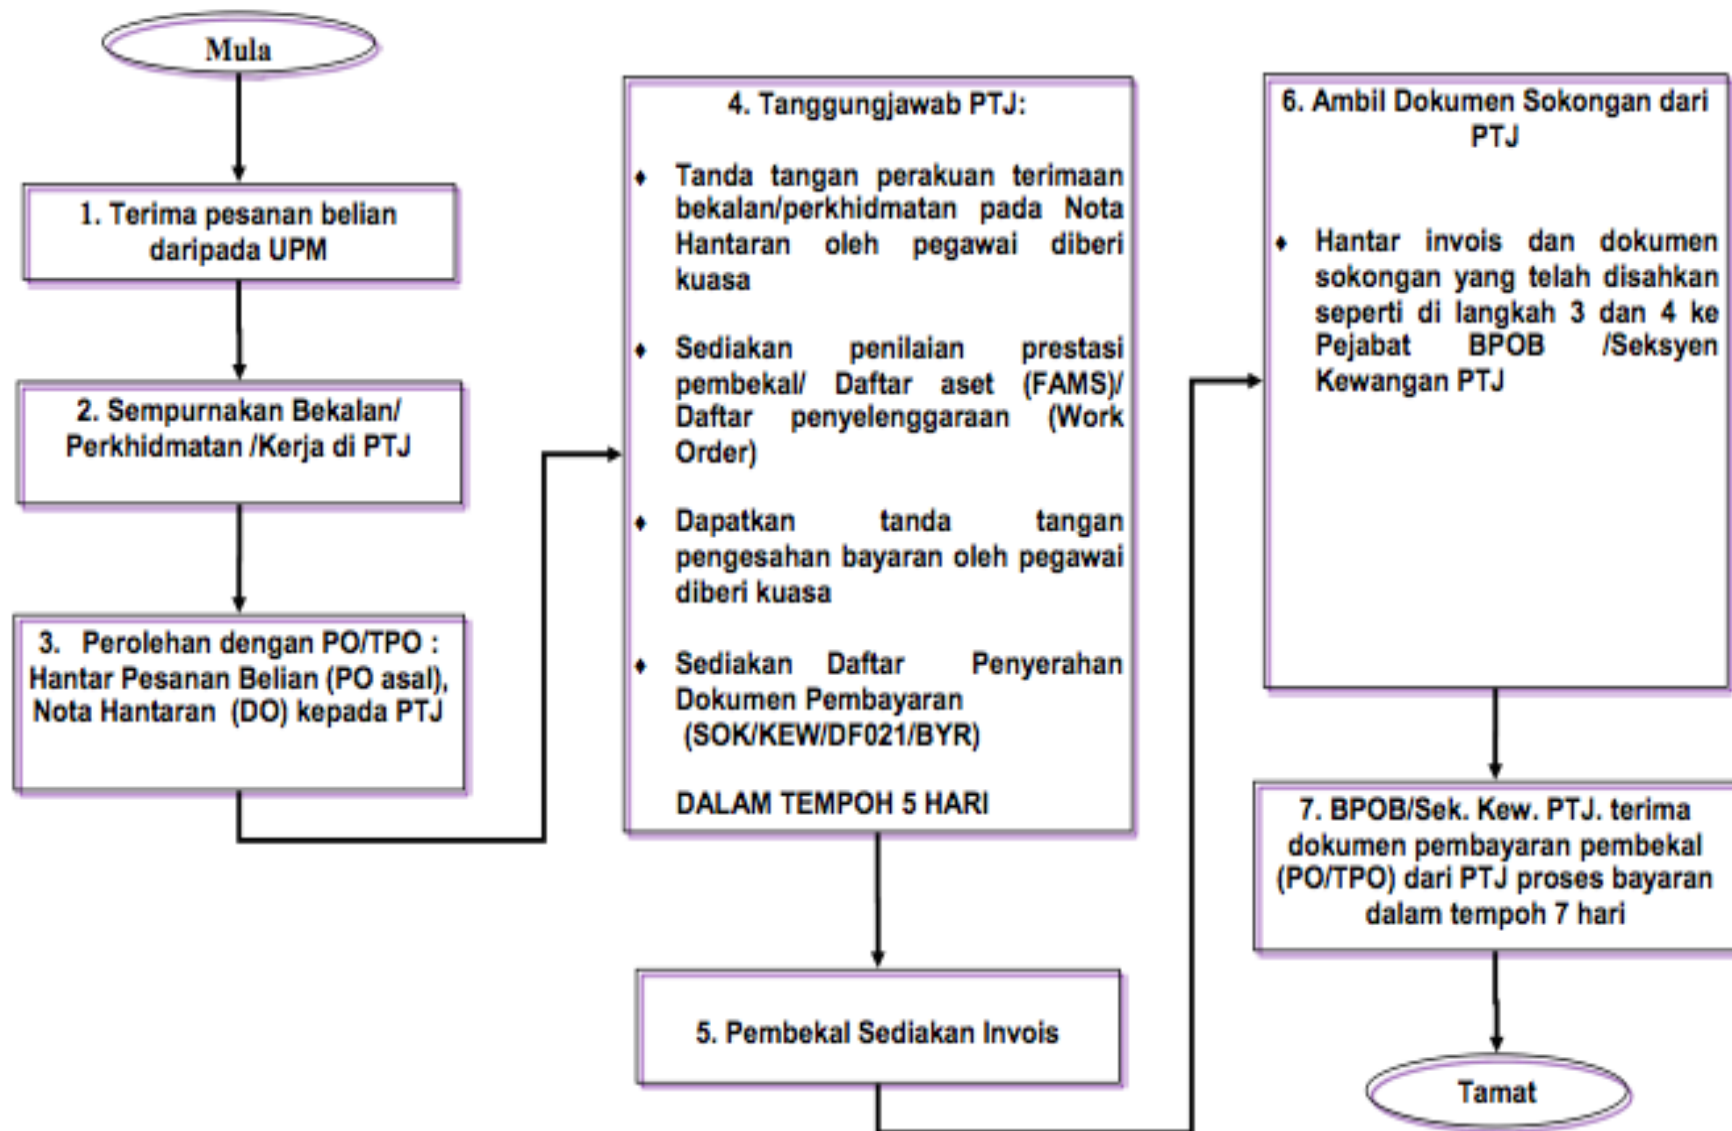 Mula
1. Terima pesanan belian
daripada UPM
2. Sempurnakan Bekalan/
Perkhidmatan /Kerja di PTJ
3. Perolehan dengan PO/TPO :
Hantar Pesanan Belian (PO asal),
Nota Hantaran (DO) kepada PTJ
4. Tanggungjawab PTJ:
♦ Tanda tangan perakuan terimaan
bekalan/perkhidmatan pada Nota
Hantaran oleh pegawai diberi
kuasa
♦ Sediakan penilaian prestasi
pembekal/ Daftar aset (FAMS)/
Daftar penyelenggaraan (Work
Order)
♦ Dapatkan tanda tangan
pengesahan bayaran oleh pegawai
diberi kuasa
♦ Sediakan Daftar Penyerahan
Dokumen Pembayaran
(SOK/KEW/DF021/BYR)
DALAM TEMPOH 5 HARI
5. Pembekal Sediakan Invois
6. Ambil Dokumen Sokongan dari
PTJ
♦ Hantar invois dan dokumen
sokongan yang telah disahkan
seperti di langkah 3 dan 4 ke
Pejabat BPOB /Seksyen
Kewangan PTJ
7. BPOB/Sek. Kew. PTJ. terima
dokumen pembayaran pembekal
(PO/TPO) dari PTJ proses bayaran
dalam tempoh 7 hari
Tamat